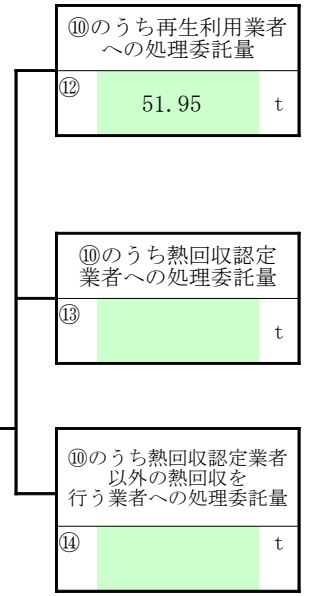 ⑩のうち再生利用業者
への処理委託量
⑫ 51.95 t
⑩のうち熱回収認定
業者への処理委託量
⑬ t
⑩のうち熱回収認定業者
以外の熱回収を
行う業者への処理委託量
⑭ t